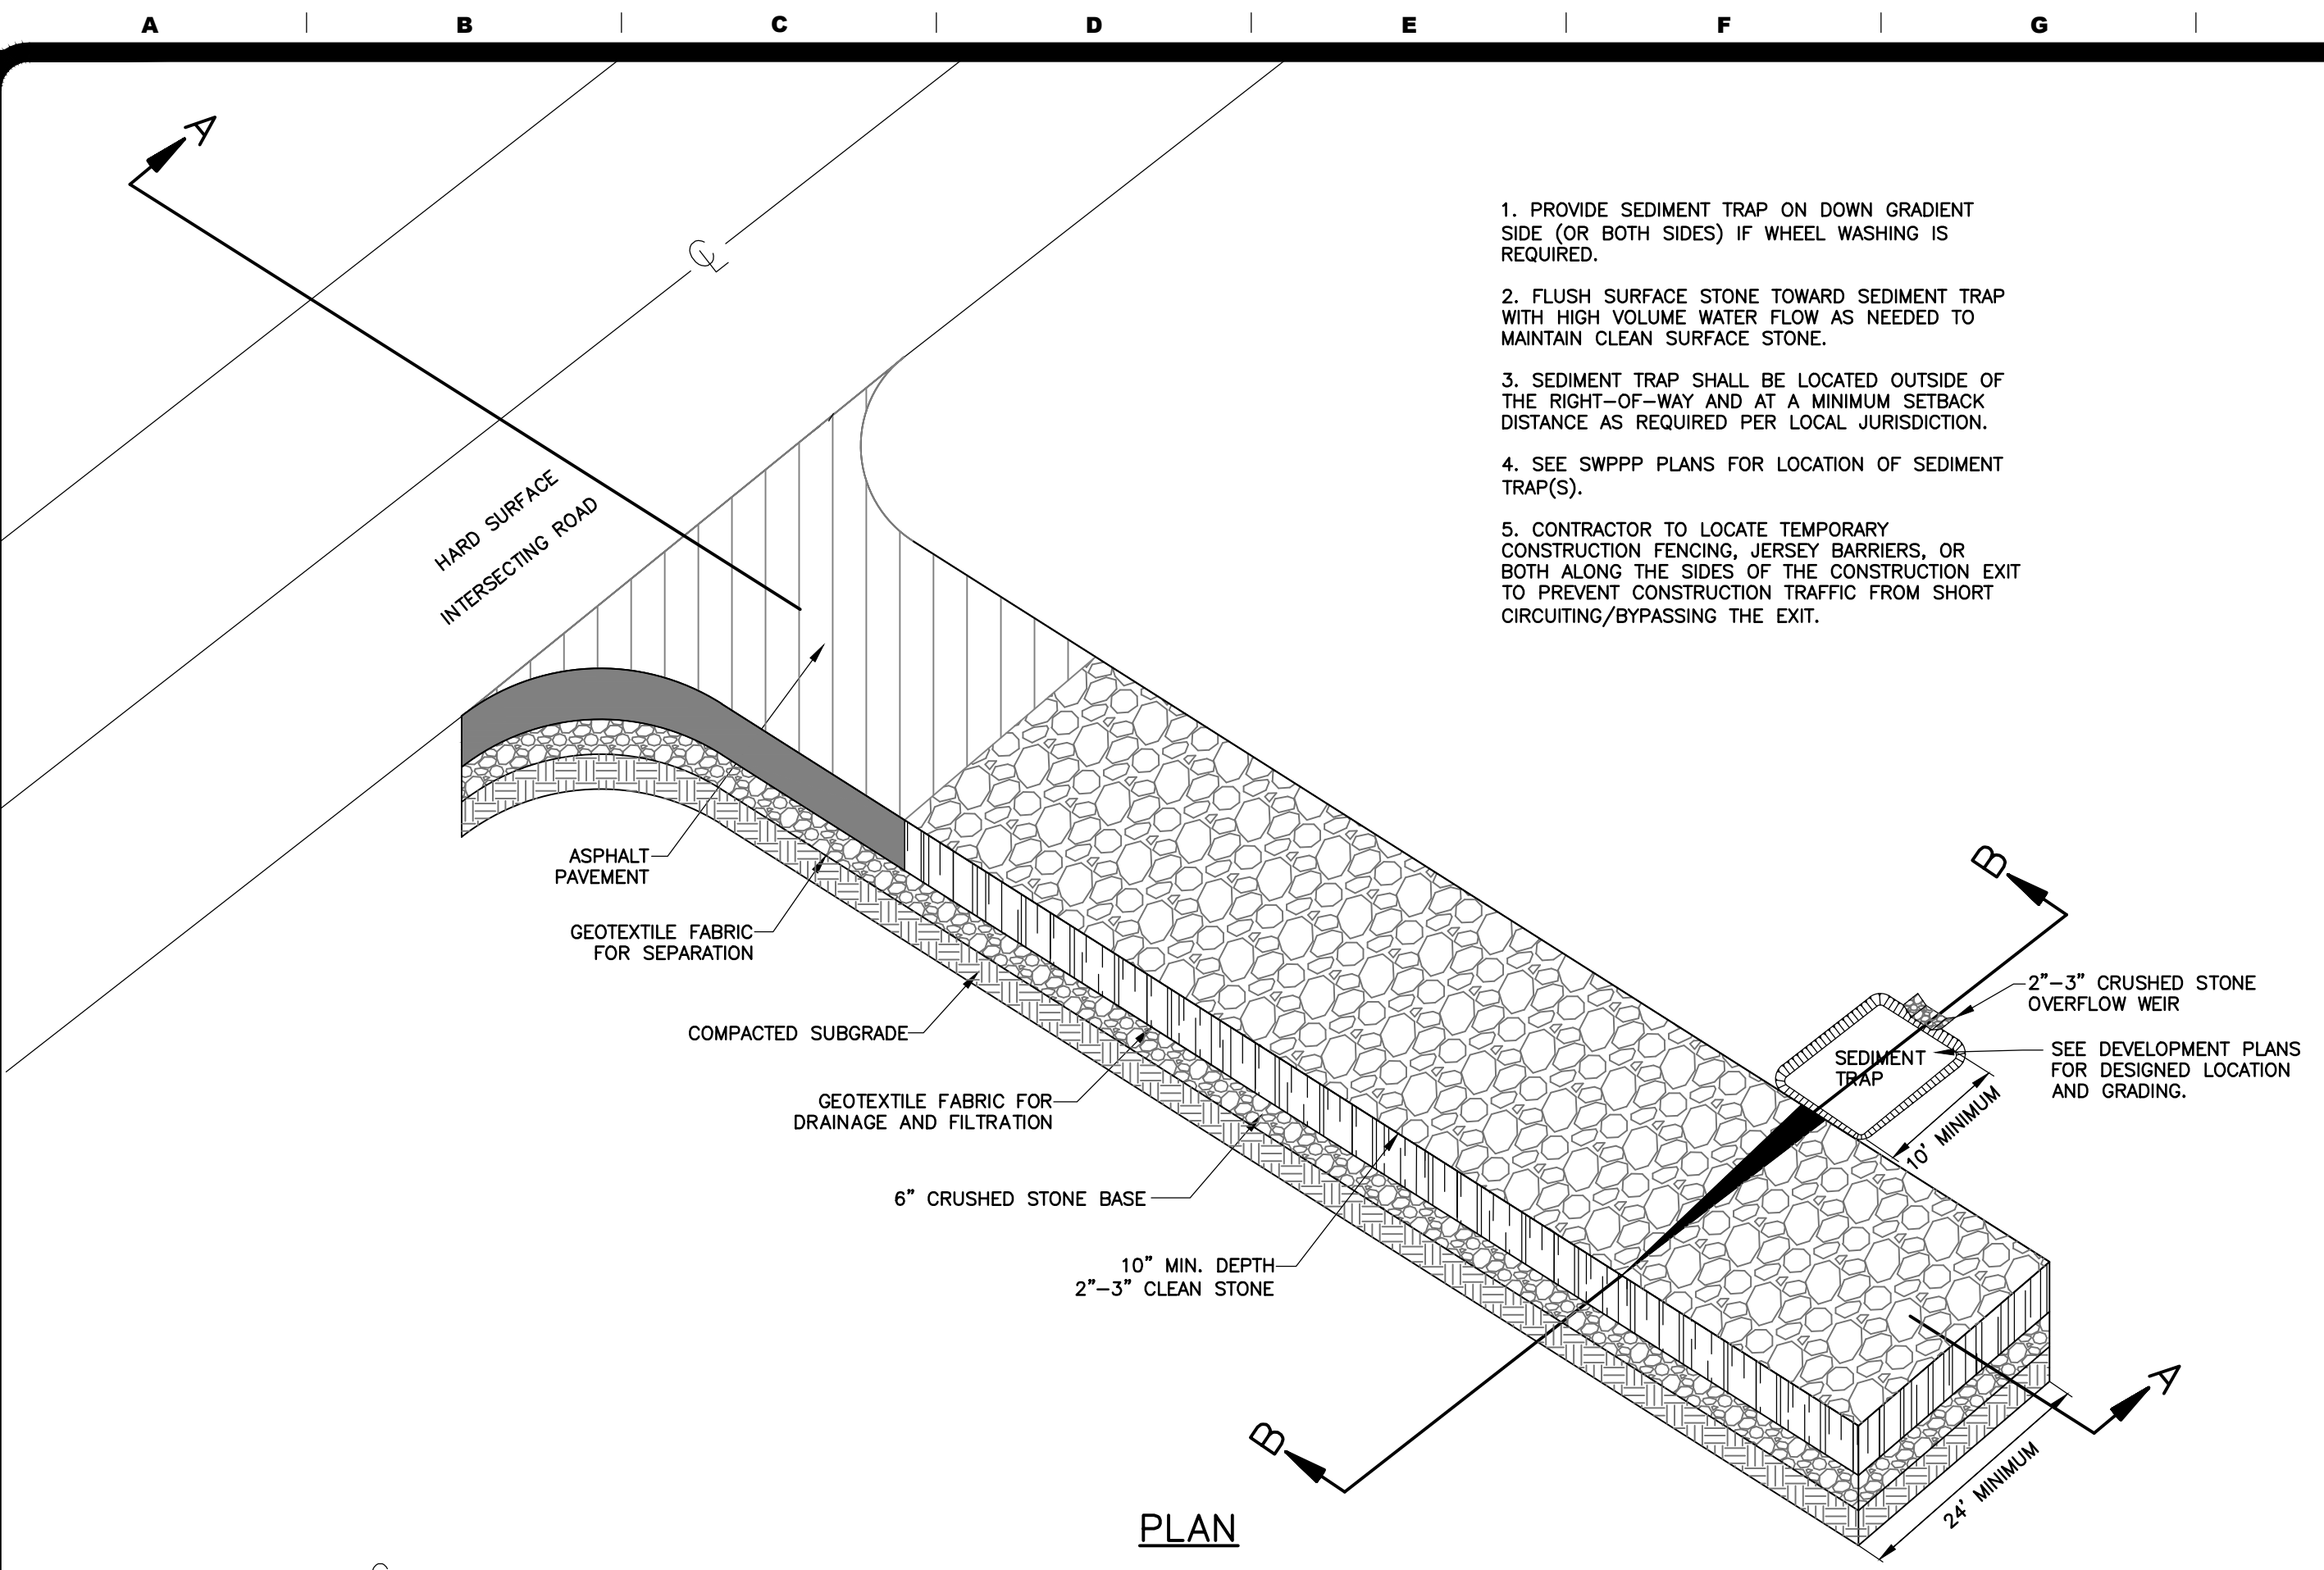 A B C D E F G
A
℄
1. PROVIDE SEDIMENT TRAP ON DOWN GRADIENT
SIDE (OR BOTH SIDES) IF WHEEL WASHING IS
REQUIRED.
2. FLUSH SURFACE STONE TOWARD SEDIMENT TRAP
WITH HIGH VOLUME WATER FLOW AS NEEDED TO
MAINTAIN CLEAN SURFACE STONE.
3. SEDIMENT TRAP SHALL BE LOCATED OUTSIDE OF
THE RIGHT-OF-WAY AND AT A MINIMUM SETBACK
DISTANCE AS REQUIRED PER LOCAL JURISDICTION.
4. SEE SWPPP PLANS FOR LOCATION OF SEDIMENT
TRAP(S).
5. CONTRACTOR TO LOCATE TEMPORARY
CONSTRUCTION FENCING, JERSEY BARRIERS, OR
BOTH ALONG THE SIDES OF THE CONSTRUCTION EXIT
TO PREVENT CONSTRUCTION TRAFFIC FROM SHORT
CIRCUITING/BYPASSING THE EXIT.
HARD SURFACE
INTERSECTING ROAD
ASPHALT
PAVEMENT
GEOTEXTILE FABRIC
FOR SEPARATION
COMPACTED SUBGRADE
GEOTEXTILE FABRIC FOR
DRAINAGE AND FILTRATION
6" CRUSHED STONE BASE
10" MIN. DEPTH
2"-3" CLEAN STONE
B
2"-3" CRUSHED STONE
OVERFLOW WEIR
SEDIMENT
TRAP
SEE DEVELOPMENT PLANS
FOR DESIGNED LOCATION
AND GRADING.
10' MINIMUM
A
B
24' MINIMUM
PLAN